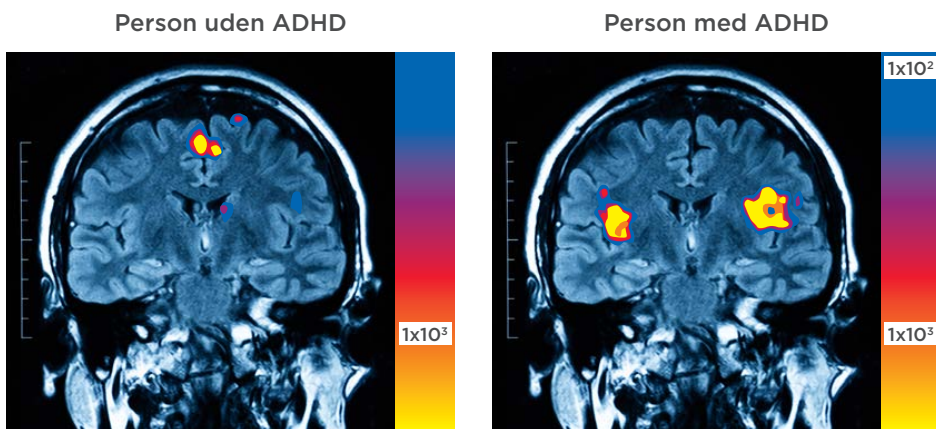 Person uden ADHD
Person med ADHD
1x10³
1x10²
1x10³